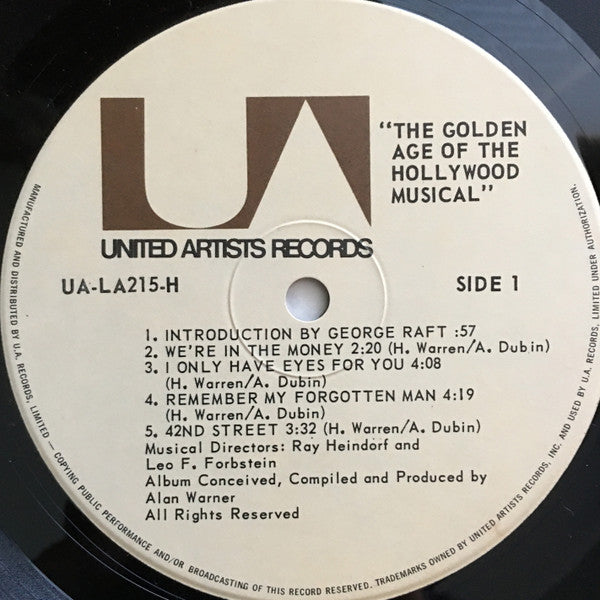 UA
UNITED ARTISTS RECORDS
"THE GOLDEN
AGE OF THE
HOLLYWOOD
MUSICAL"
UA-LA215-H
SIDE 1
1. INTRODUCTION BY GEORGE RAFT :57
2. WE'RE IN THE MONEY 2:20 (H. Warren/A. Dubin)
3. I ONLY HAVE EYES FOR YOU 4:08
(H. Warren/A. Dubin)
4. REMEMBER MY FORGOTTEN MAN 4:19
(H. Warren/A. Dubin)
5. 42ND STREET 3:32 (H. Warren/A. Dubin)
Musical Directors: Ray Heindorf and
Leo F. Forbstein
Album Conceived, Compiled and Produced by
Alan Warner
All Rights Reserved
MANUFACTURED AND DISTRIBUTED BY U.A. RECORDS, LIMITED — COPYING PUBLIC PERFORMANCE AND/OR BROADCASTING OF THIS RECORD RESERVED. TRADEMARKS OWNED BY UNITED ARTISTS RECORDS, INC. AND USED BY U.A. RECORDS, LIMITED UNDER AUTHORIZATION.